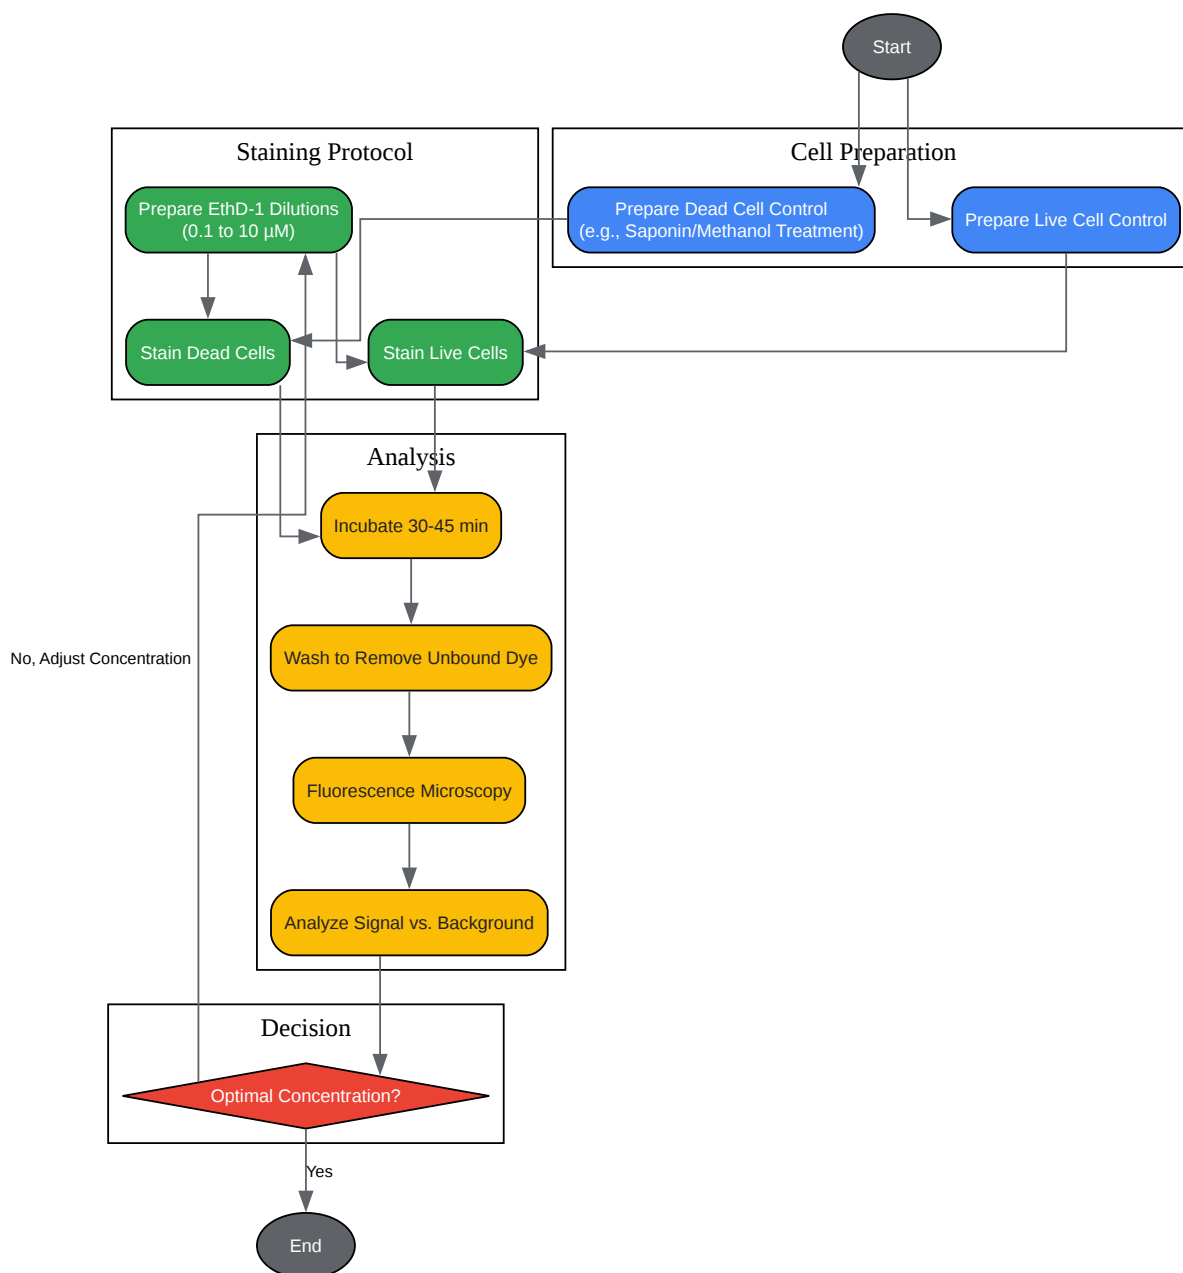 Start
Staining Protocol
Cell Preparation
Prepare EthD-1 Dilutions
(0.1 to 10 µM)
Prepare Dead Cell Control
(e.g., Saponin/Methanol Treatment)
Prepare Live Cell Control
Stain Dead Cells
Stain Live Cells
Analysis
Incubate 30-45 min
No, Adjust Concentration
Wash to Remove Unbound Dye
Fluorescence Microscopy
Analyze Signal vs. Background
Decision
Optimal Concentration?
Yes
End